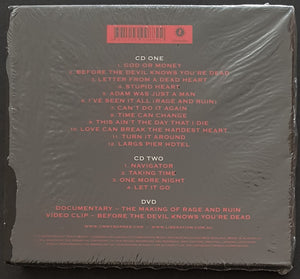 CD ONE
1. GOD OR MONEY
2. BEFORE THE DEVIL KNOWS YOU'RE DEAD
3. LETTER FROM A DEAD HEART
4. STUPID HEART
5. ADAM WAS JUST A MAN
6. I'VE SEEN IT ALL (RAGE AND RUIN)
7. CAN'T DO IT AGAIN
8. TIME CAN CHANGE
9. THIS AIN'T THE DAY THAT I DIE
10. LOVE CAN BREAK THE HARDEST HEART
11. TURN IT AROUND
12. LARGS PIER HOTEL
CD TWO
1. NAVIGATOR
2. TAKING TIME
3. ONE MORE NIGHT
4. LET IT GO
DVD
DOCUMENTARY – THE MAKING OF RAGE AND RUIN
VIDEO CLIP – BEFORE THE DEVIL KNOWS YOU'RE DEAD